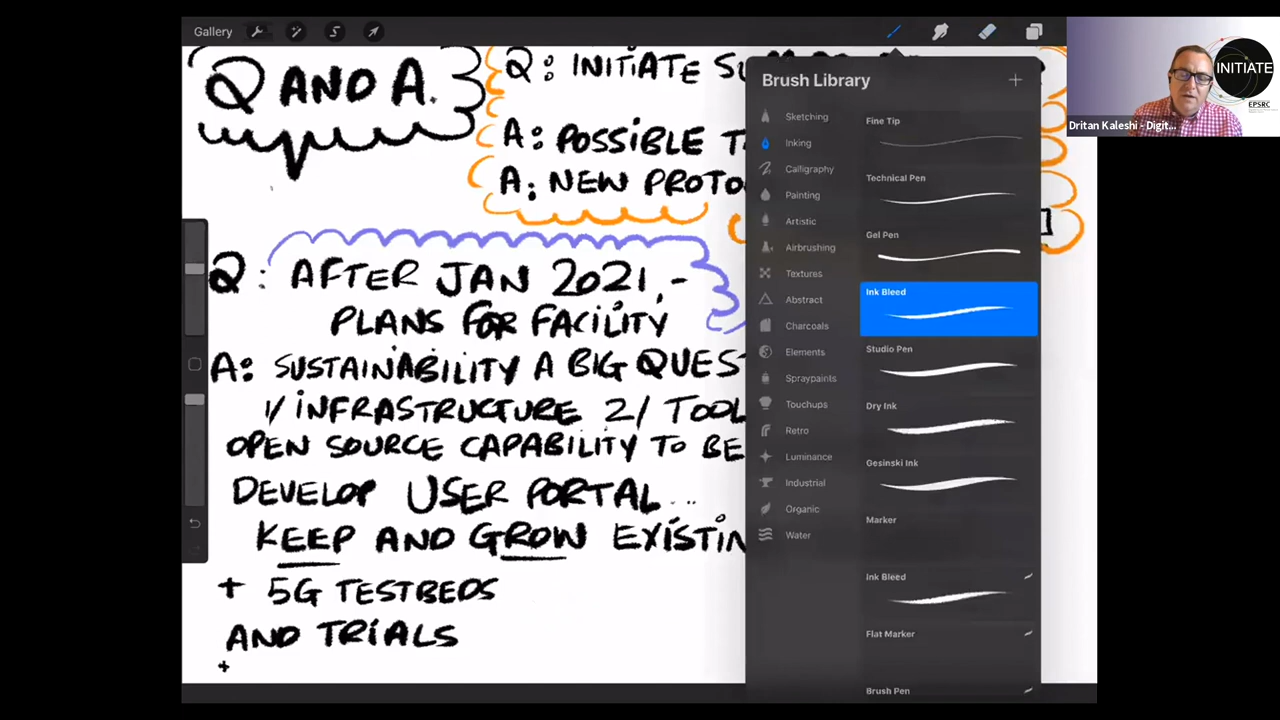 Gallery
Q AND A.
Q: INITIATE
A: POSSIBLE
A: NEW PROTO
Q: AFTER JAN 2021, -
PLANS FOR FACILITY
A: SUSTAINABILITY A BIG QUEST
1/ INFRASTRUCTURE 2/ TOOL
OPEN SOURCE CAPABILITY TO BE
DEVELOP USER PORTAL ...
KEEP AND GROW EXISTIN
+ 5G TESTBEDS
AND TRIALS
+
Brush Library
Sketching
Inking
Calligraphy
Painting
Artistic
Airbrushing
Textures
Abstract
Charcoals
Elements
Spraypaints
Touchups
Retro
Luminance
Industrial
Organic
Water
Fine Tip
Technical Pen
Gel Pen
Ink Bleed
Studio Pen
Dry Ink
Gesinski Ink
Marker
Ink Bleed
Flat Marker
Brush Pen
INITIATE
EPSRC
Dritan Kaleshi - Digit...